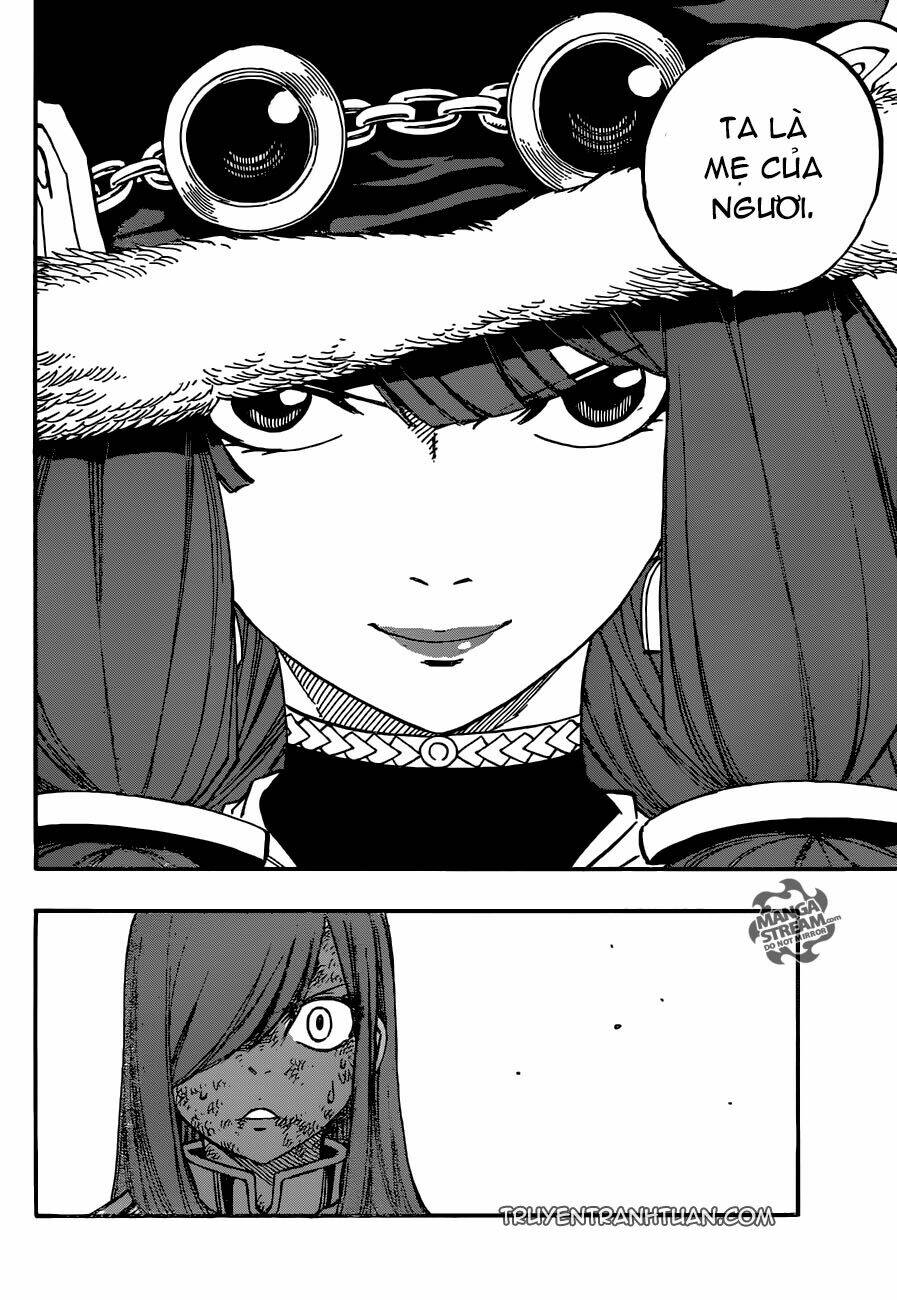 TA LÀ
MẸ CỦA
NGƯƠI.
MANGA
STREAM.com
DO NOT MIRROR
TRUYENTRANHTUAN.COM